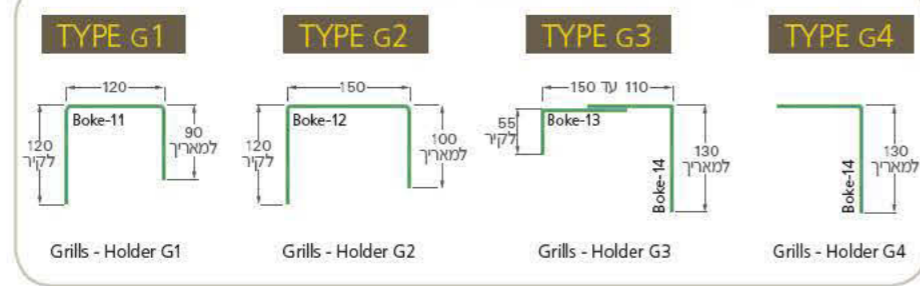 TYPE G1
120
Boke-11
120
לקיר
90
למאריך
Grills - Holder G1
TYPE G2
150
Boke-12
120
לקיר
100
למאריך
Grills - Holder G2
TYPE G3
110 עד 150
Boke-13
55
לקיר
Boke-14
130
למאריך
Grills - Holder G3
TYPE G4
Boke-14
130
למאריך
Grills - Holder G4